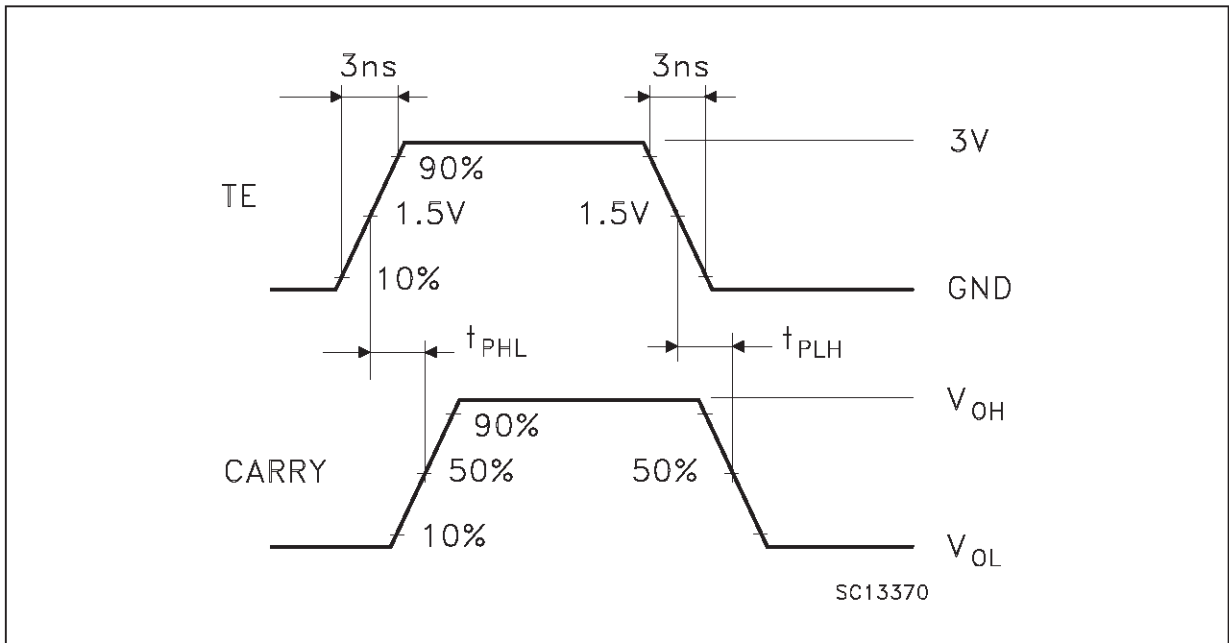 3ns 3ns
3V
90%
TE
1.5V 1.5V
10%
GND
tPHL tPLH
VOH
90%
CARRY 50% 50%
10%
VOL
SC13370